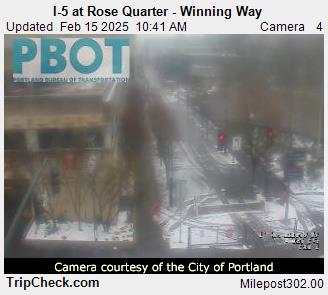 I-5 at Rose Quarter - Winning Way
Updated Feb 15 2025 10:41 AM Camera 4
PBOT
PORTLAND BUREAU OF TRANSPORTATION
Camera courtesy of the City of Portland
TripCheck.com Milepost302.00